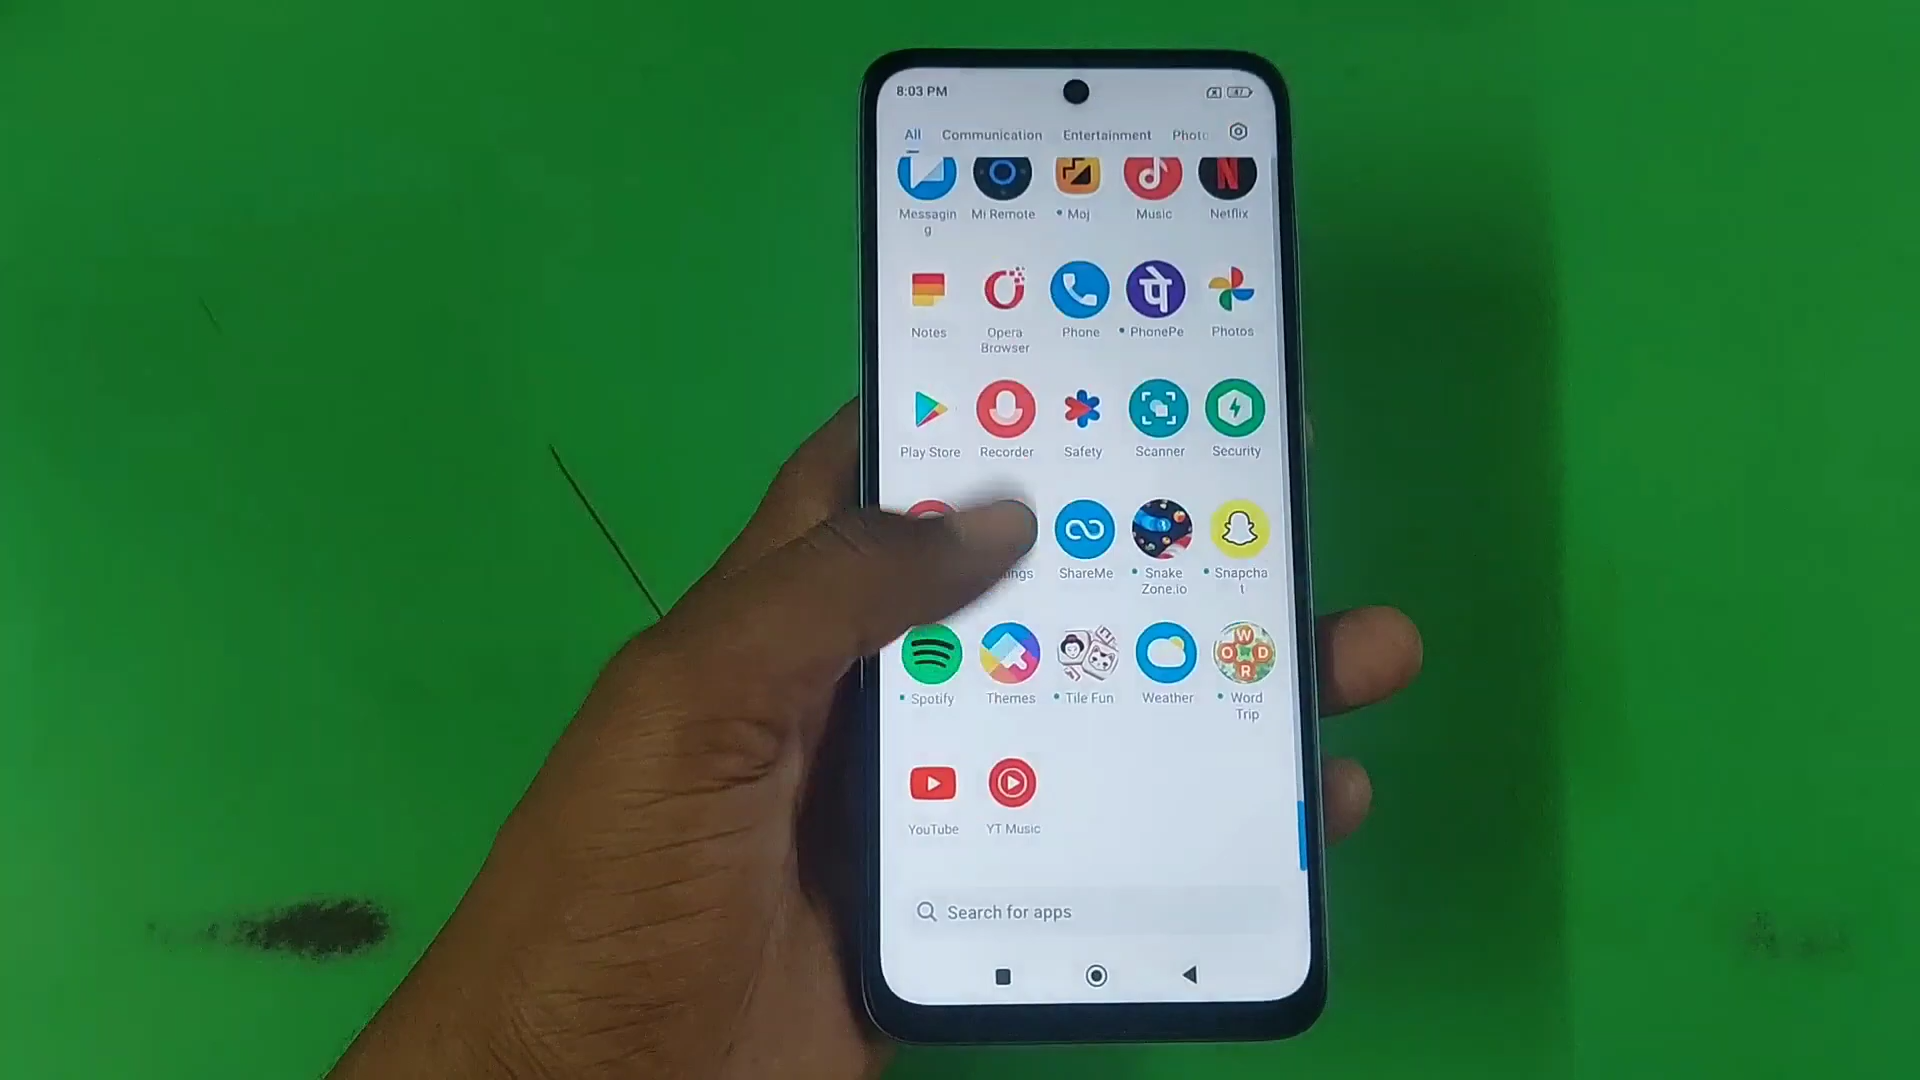 8:03 PM
47
All Communication Entertainment Photo
Messagin
g
Mi Remote
Moj
Music
Netflix
Notes
Opera
Browser
Phone
पे
PhonePe
Photos
Play Store
Recorder
Safety
Scanner
Security
ShareMe
Snake
Zone.io
Snapcha
t
Spotify
Themes
Tile Fun
Weather
W
O D
R
Word
Trip
YouTube
YT Music
Search for apps